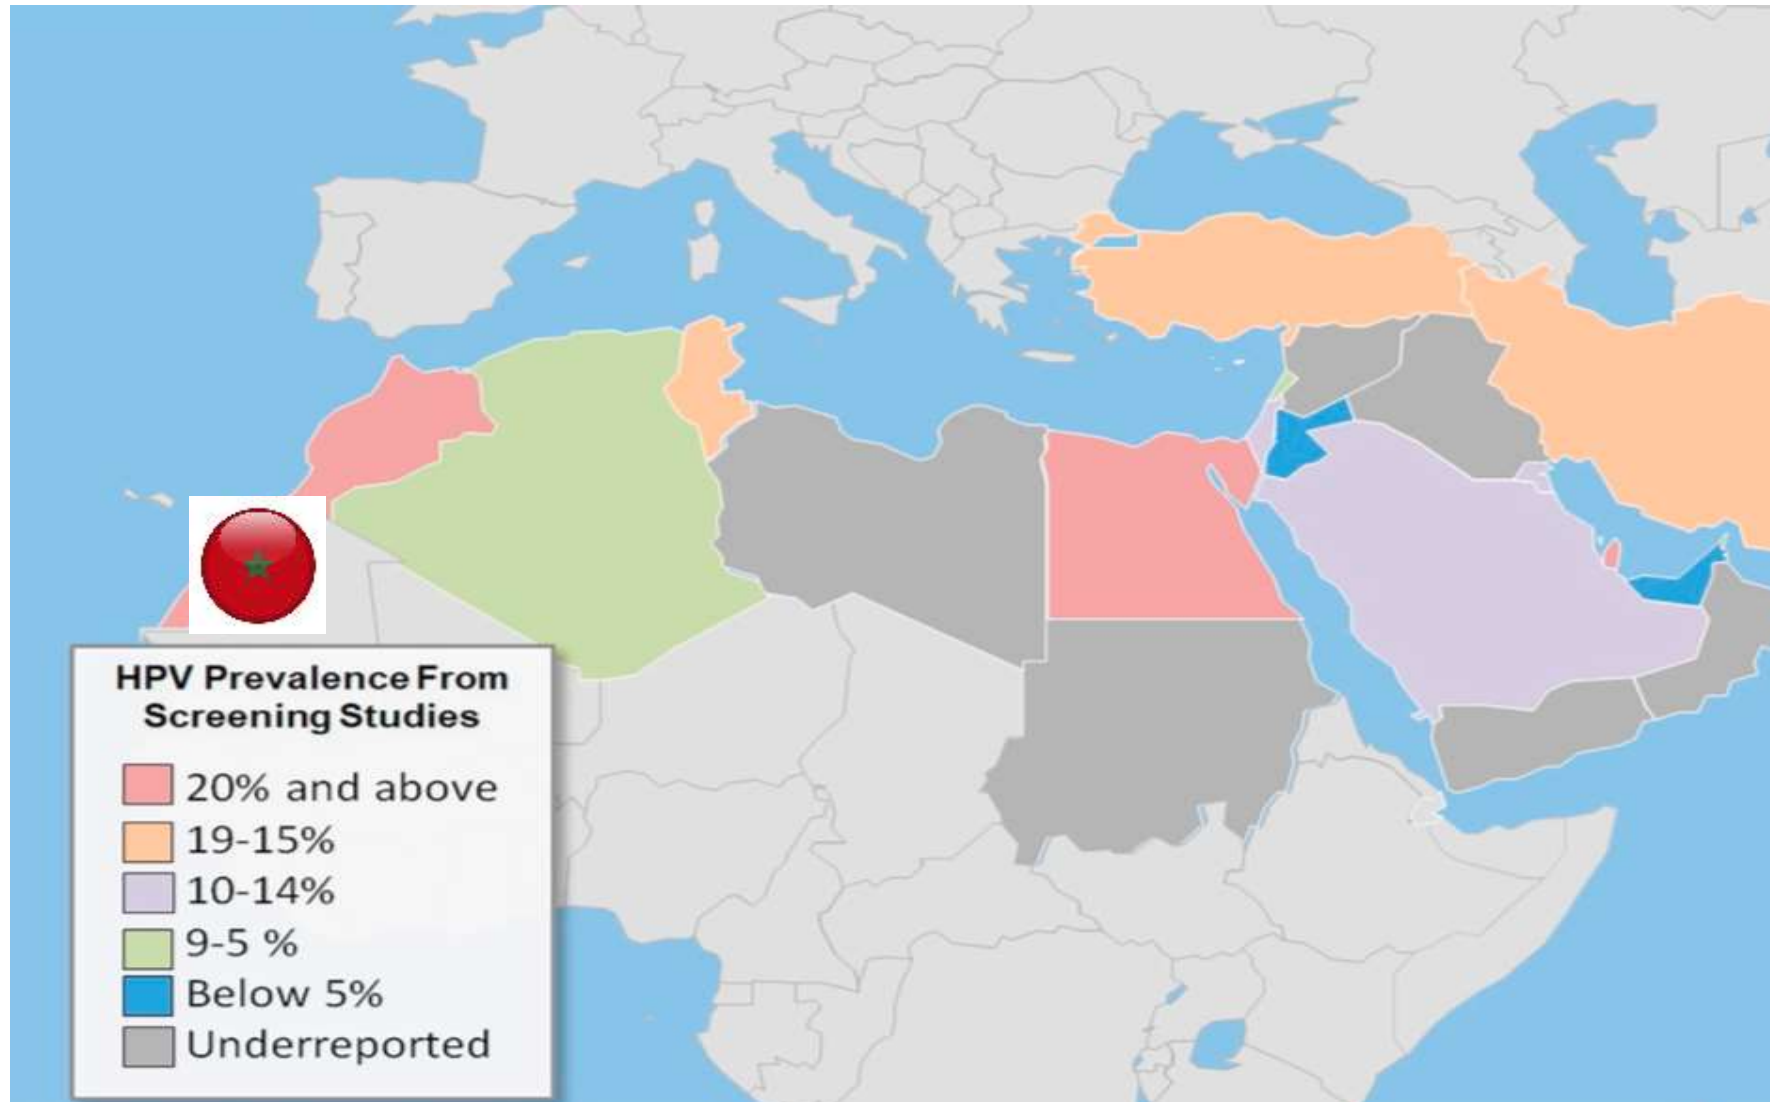 HPV Prevalence From
Screening Studies
20% and above
19-15%
10-14%
9-5 %
Below 5%
Underreported